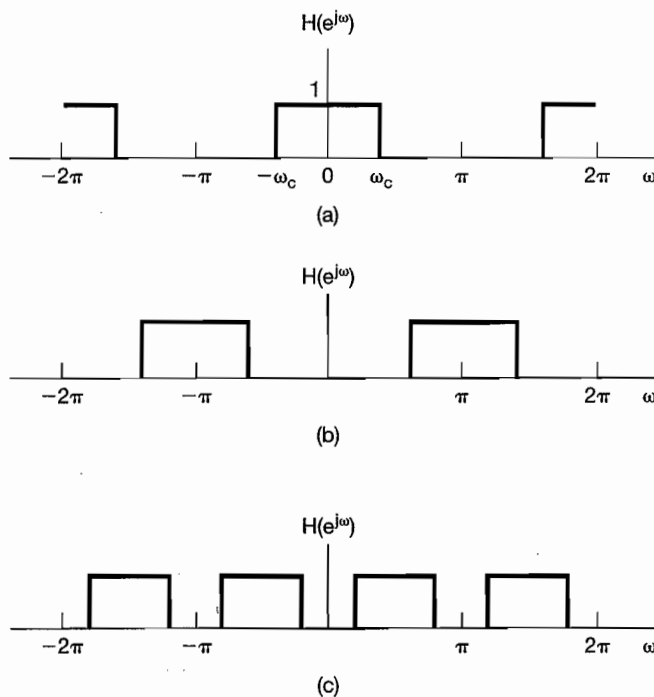 H(e^{jω})
1
−2π −π −ω_c 0 ω_c π 2π ω
(a)
H(e^{jω})
−2π −π π 2π ω
(b)
H(e^{jω})
−2π −π π 2π ω
(c)